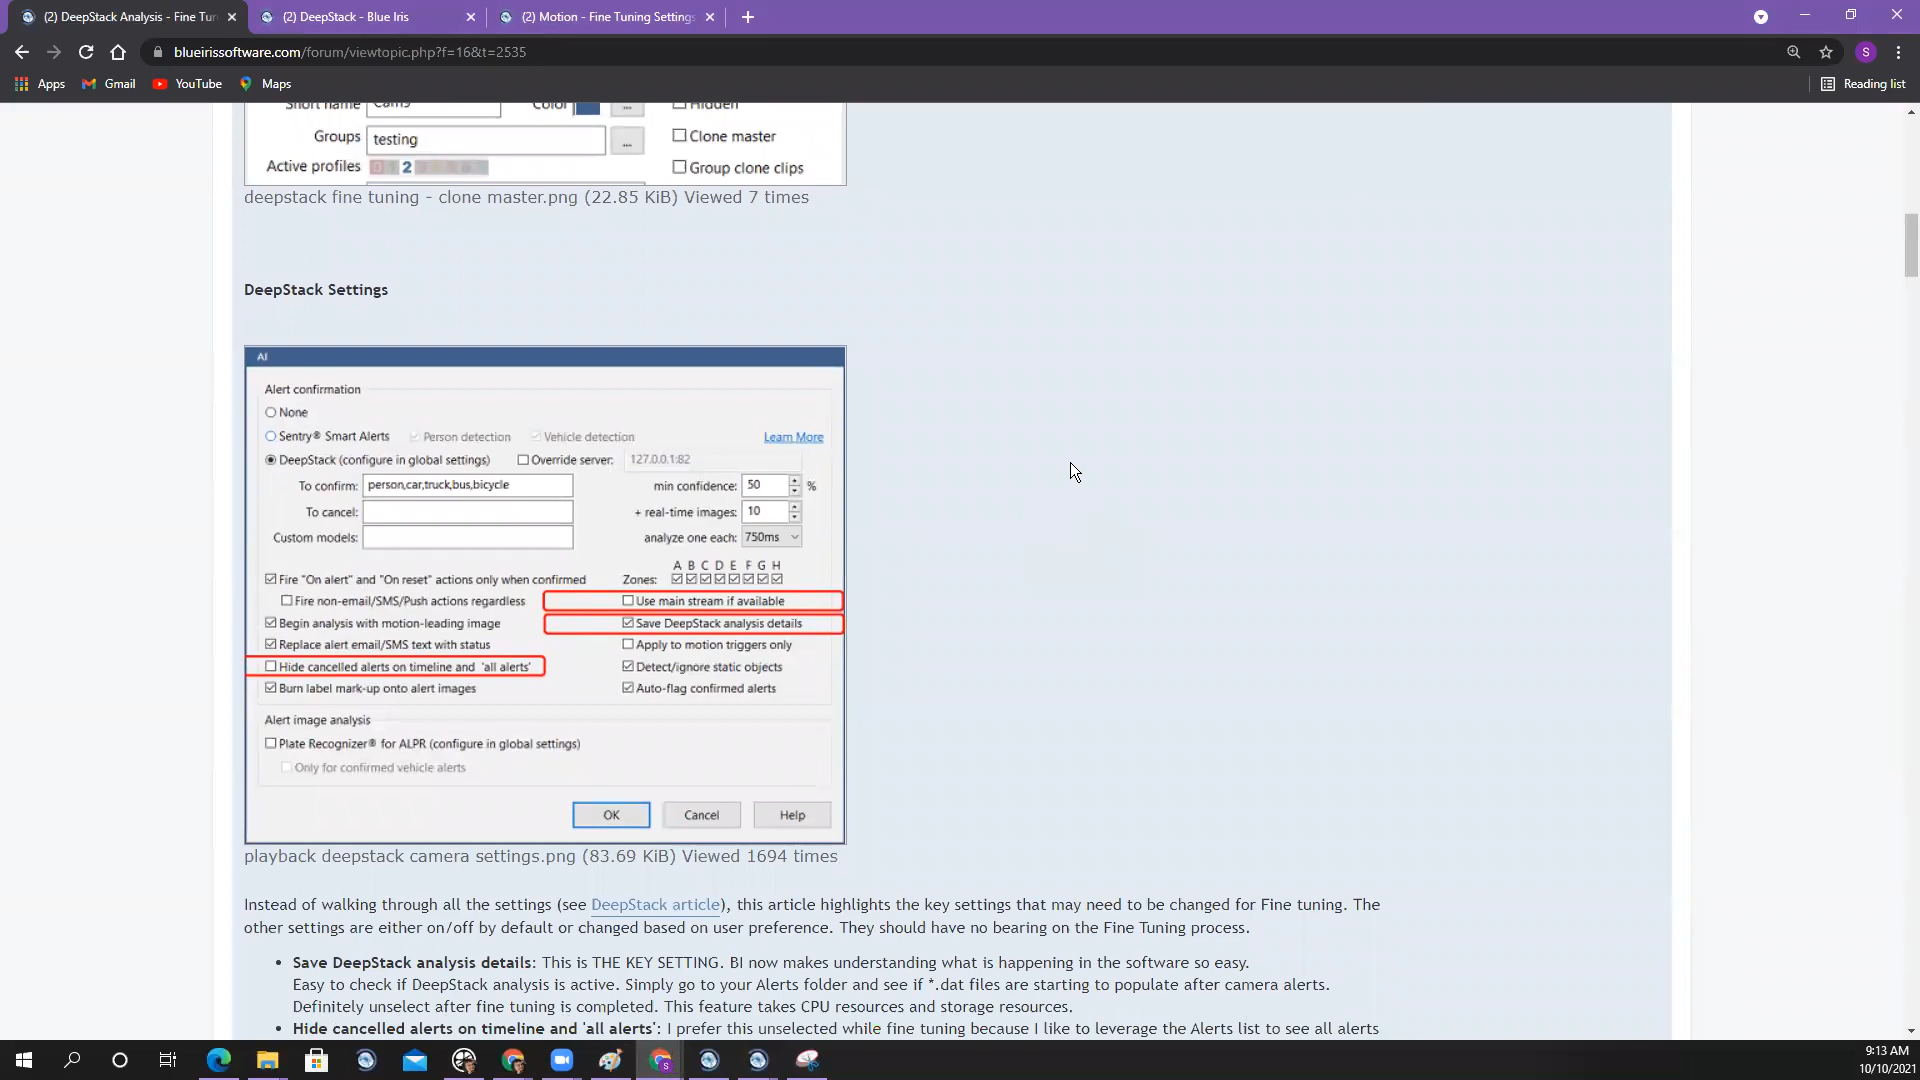 (2) DeepStack Analysis - Fine Tun
(2) DeepStack - Blue Iris
(2) Motion - Fine Tuning Settings
blueirissoftware.com/forum/viewtopic.php?f=16&t=2535
S
Apps
Gmail
YouTube
Maps
Reading list
Short name
Cam9
Color
...
Hidden
Groups
testing
...
Clone master
Active profiles
2
Group clone clips
deepstack fine tuning - clone master.png (22.85 KiB) Viewed 7 times
DeepStack Settings
AI
Alert confirmation
None
Sentry® Smart Alerts
Person detection
Vehicle detection
Learn More
DeepStack (configure in global settings)
Override server:
127.0.0.1:82
To confirm:
person,car,truck,bus,bicycle
min confidence:
50
%
To cancel:
+ real-time images:
10
Custom models:
analyze one each:
750ms
A B C D E F G H
Fire "On alert" and "On reset" actions only when confirmed
Zones:
Fire non-email/SMS/Push actions regardless
Use main stream if available
Begin analysis with motion-leading image
Save DeepStack analysis details
Replace alert email/SMS text with status
Apply to motion triggers only
Hide cancelled alerts on timeline and 'all alerts'
Detect/ignore static objects
Burn label mark-up onto alert images
Auto-flag confirmed alerts
Alert image analysis
Plate Recognizer® for ALPR (configure in global settings)
Only for confirmed vehicle alerts
OK
Cancel
Help
playback deepstack camera settings.png (83.69 KiB) Viewed 1694 times
Instead of walking through all the settings (see DeepStack article), this article highlights the key settings that may need to be changed for Fine tuning. The
other settings are either on/off by default or changed based on user preference. They should have no bearing on the Fine Tuning process.
• Save DeepStack analysis details: This is THE KEY SETTING. BI now makes understanding what is happening in the software so easy.
Easy to check if DeepStack analysis is active. Simply go to your Alerts folder and see if *.dat files are starting to populate after camera alerts.
Definitely unselect after fine tuning is completed. This feature takes CPU resources and storage resources.
• Hide cancelled alerts on timeline and 'all alerts': I prefer this unselected while fine tuning because I like to leverage the Alerts list to see all alerts
9:13 AM
10/10/2021